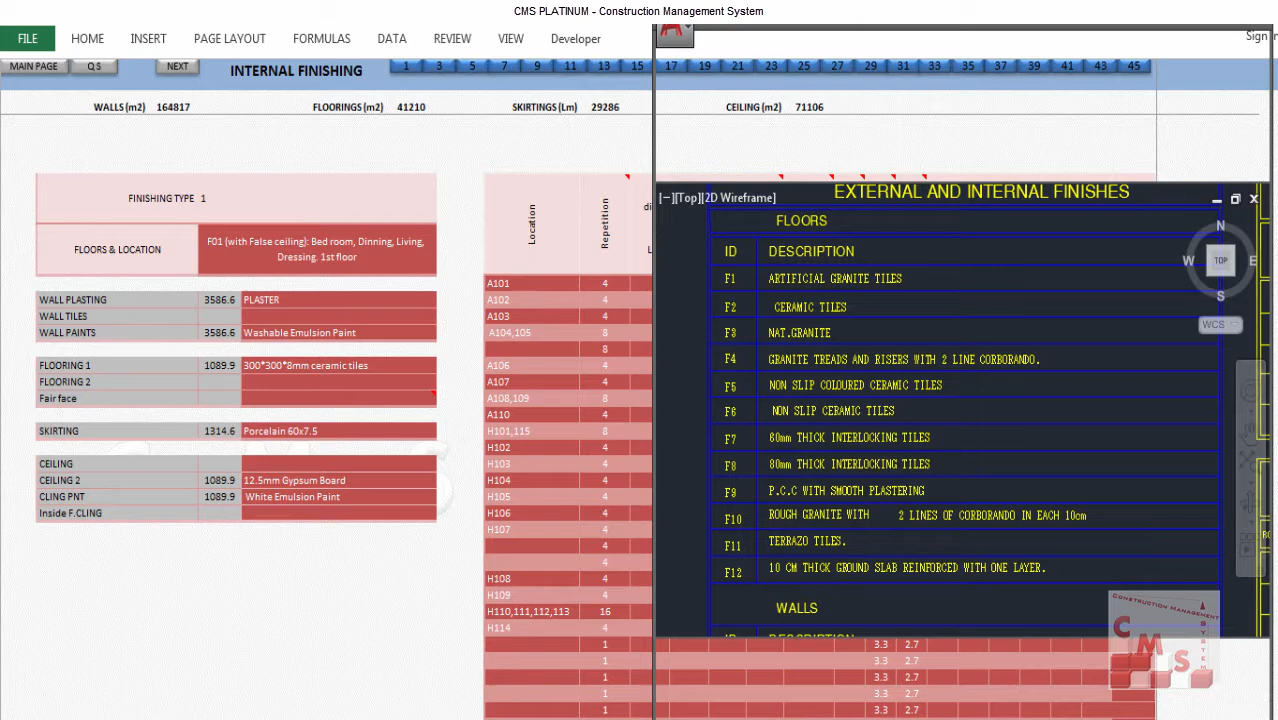 CMS PLATINUM - Construction Management System
FILE HOME INSERT PAGE LAYOUT FORMULAS DATA REVIEW VIEW Developer Sign
MAIN PAGE Q S NEXT INTERNAL FINISHING 1 3 5 7 9 11 13 15 17 19 21 23 25 27 29 31 33 35 37 39 41 43 45
WALLS (m2) 164817 FLOORINGS (m2) 41210 SKIRTINGS (Lm) 29286 CEILING (m2) 71106
FINISHING TYPE 1
FLOORS & LOCATION
F01 (with False ceiling): Bed room, Dinning, Living,
Dressing. 1st floor
WALL PLASTING 3586.6 PLASTER
WALL TILES
WALL PAINTS 3586.6 Washable Emulsion Paint
FLOORING 1 1089.9 300*300*8mm ceramic tiles
FLOORING 2
Fair face
SKIRTING 1314.6 Porcelain 60x7.5
CEILING
CEILING 2 1089.9 12.5mm Gypsum Board
CLING PNT 1089.9 White Emulsion Paint
Inside F.CLING
Location Repetition di
A101 4
A102 4
A103 4
A104,105 8
8
A106 4
A107 4
A108,109 8
A110 4
H101,115 8
H102 4
H103 4
H104 4
H105 4
H106 4
H107 4
4
4
H108 4
H109 4
H110,111,112,113 16
H114 4
1 3.3 2.7
1 3.3 2.7
1 3.3 2.7
1 3.3 2.7
1 3.3 2.7
[−][Top][2D Wireframe]
EXTERNAL AND INTERNAL FINISHES
FLOORS
ID DESCRIPTION
F1 ARTIFICIAL GRANITE TILES
F2 CERAMIC TILES
F3 NAT.GRANITE
F4 GRANITE TREADS AND RISERS WITH 2 LINE CORBORANDO.
F5 NON SLIP COLOURED CERAMIC TILES
F6 NON SLIP CERAMIC TILES
F7 60mm THICK INTERLOCKING TILES
F8 80mm THICK INTERLOCKING TILES
F9 P.C.C WITH SMOOTH PLASTERING
F10 ROUGH GRANITE WITH 2 LINES OF CORBORANDO IN EACH 10cm
F11 TERRAZO TILES.
F12 10 CM THICK GROUND SLAB REINFORCED WITH ONE LAYER.
WALLS
ID DESCRIPTION
N
W TOP E
S
WCS
CONSTRUCTION MANAGEMENT SYSTEM
CMS